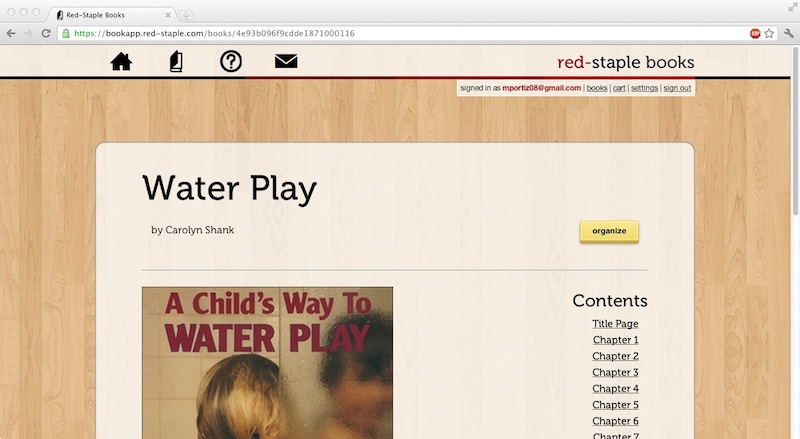 Red-Staple Books
https://bookapp.red-staple.com/books/4e93b096f9cdde1871000116
ABP
?
red-staple books
signed in as mportiz08@gmail.com | books | cart | settings | sign out
Water Play
by Carolyn Shank
organize
A Child's Way To
WATER PLAY
Contents
Title Page
Chapter 1
Chapter 2
Chapter 3
Chapter 4
Chapter 5
Chapter 6
Chapter 7